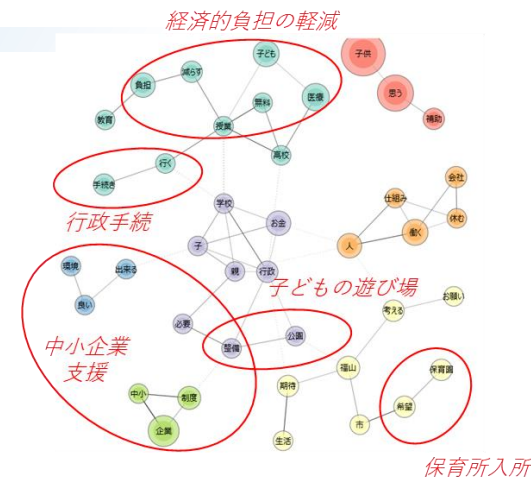 経済的負担の軽減
子ども
子供
減らす
負担
思う
無料
医療
教育
授業
補助
高校
行く
手続き
会社
仕組み
学校
休む
お金
働く
行政手続
人
子
親
行政
環境
出来る
子どもの遊び場
良い
お願い
考える
必要
公園
整備
中小企業
支援
福山
保育園
期待
中小
制度
希望
企業
市
生活
保育所入所